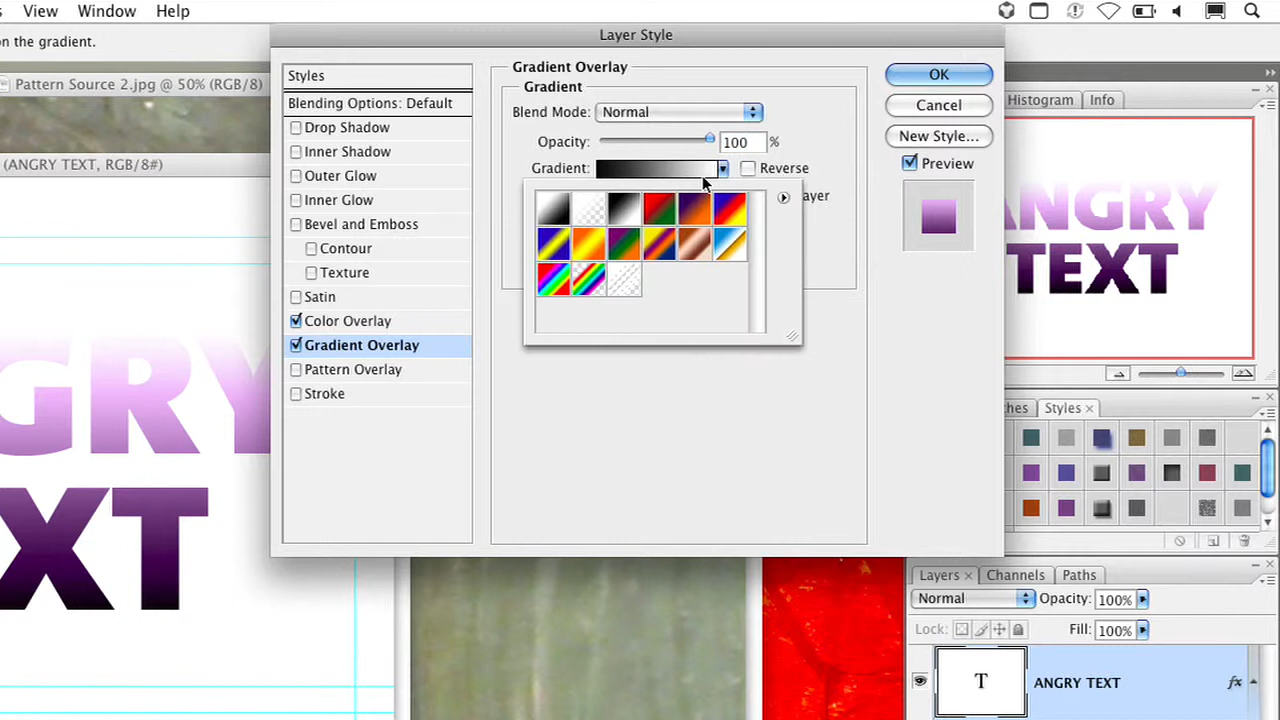 View Window Help
on the gradient.
Layer Style
Pattern Source 2.jpg @ 50% (RGB/8)
(ANGRY TEXT, RGB/8#)
Styles
Blending Options: Default
Drop Shadow
Inner Shadow
Outer Glow
Inner Glow
Bevel and Emboss
Contour
Texture
Satin
Color Overlay
Gradient Overlay
Pattern Overlay
Stroke
Gradient Overlay
Gradient
Blend Mode: Normal
Opacity: 100 %
Gradient: Reverse
ayer
OK
Cancel
New Style...
Preview
Histogram Info
ANGRY
TEXT
GRY
XT
hes Styles ×
Layers × Channels Paths
Normal Opacity: 100%
Lock: Fill: 100%
T ANGRY TEXT fx